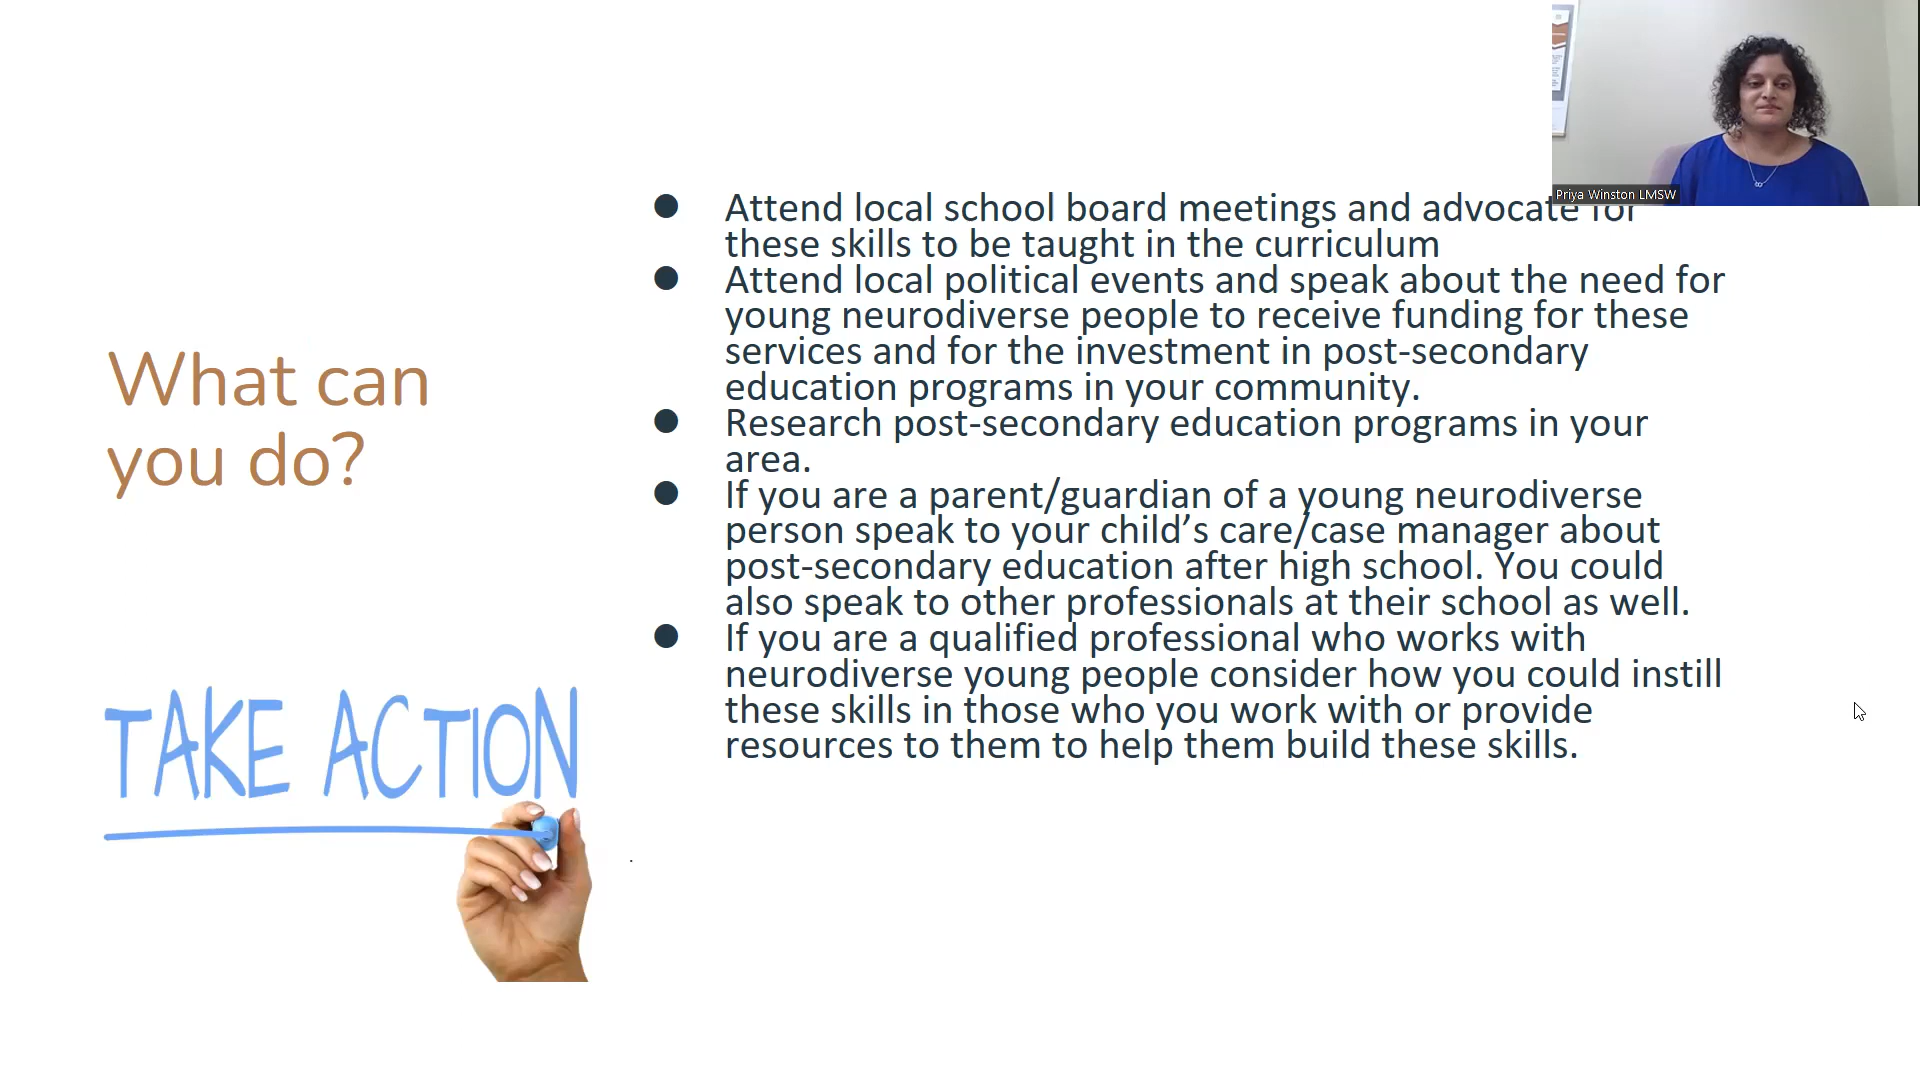 Priya Winston LMSW
What can
you do?
TAKE ACTION
● Attend local school board meetings and advocate for
these skills to be taught in the curriculum
● Attend local political events and speak about the need for
young neurodiverse people to receive funding for these
services and for the investment in post-secondary
education programs in your community.
● Research post-secondary education programs in your
area.
● If you are a parent/guardian of a young neurodiverse
person speak to your child’s care/case manager about
post-secondary education after high school. You could
also speak to other professionals at their school as well.
● If you are a qualified professional who works with
neurodiverse young people consider how you could instill
these skills in those who you work with or provide
resources to them to help them build these skills.
.